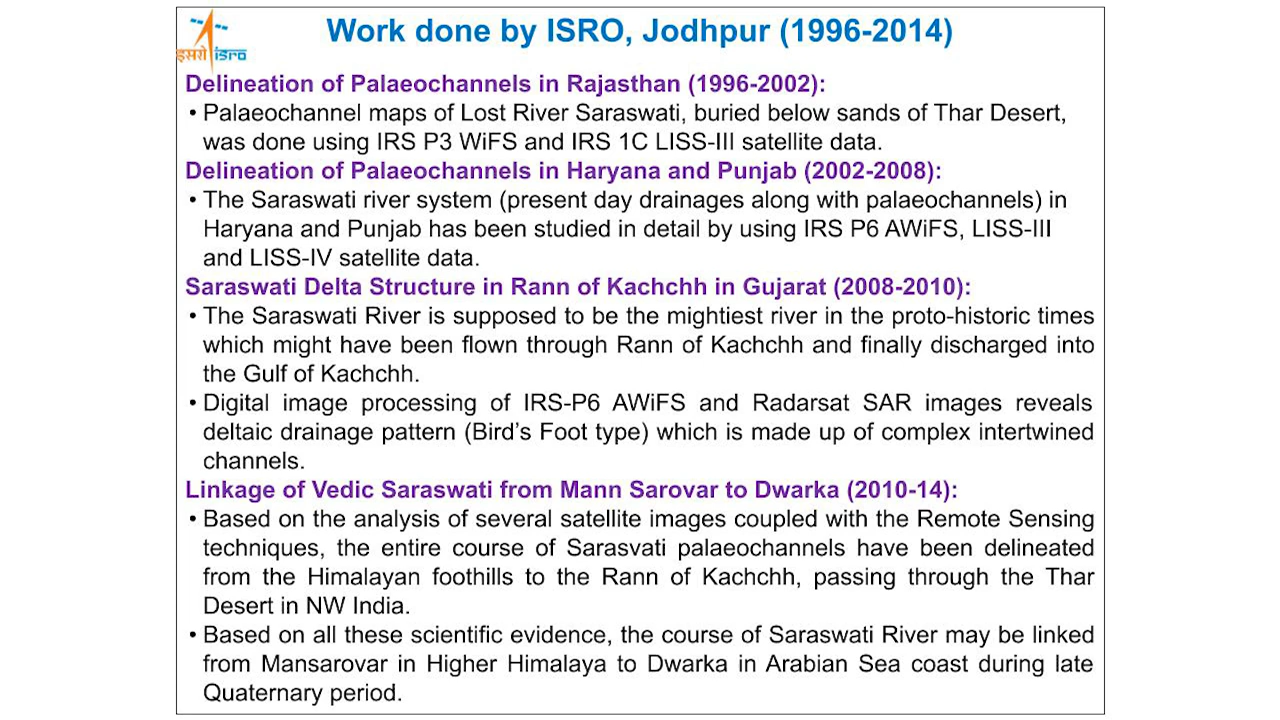 Work done by ISRO, Jodhpur (1996-2014)
इसरो isro
Delineation of Palaeochannels in Rajasthan (1996-2002):
• Palaeochannel maps of Lost River Saraswati, buried below sands of Thar Desert,
was done using IRS P3 WiFS and IRS 1C LISS-III satellite data.
Delineation of Palaeochannels in Haryana and Punjab (2002-2008):
• The Saraswati river system (present day drainages along with palaeochannels) in
Haryana and Punjab has been studied in detail by using IRS P6 AWiFS, LISS-III
and LISS-IV satellite data.
Saraswati Delta Structure in Rann of Kachchh in Gujarat (2008-2010):
• The Saraswati River is supposed to be the mightiest river in the proto-historic times
which might have been flown through Rann of Kachchh and finally discharged into
the Gulf of Kachchh.
• Digital image processing of IRS-P6 AWiFS and Radarsat SAR images reveals
deltaic drainage pattern (Bird's Foot type) which is made up of complex intertwined
channels.
Linkage of Vedic Saraswati from Mann Sarovar to Dwarka (2010-14):
• Based on the analysis of several satellite images coupled with the Remote Sensing
techniques, the entire course of Sarasvati palaeochannels have been delineated
from the Himalayan foothills to the Rann of Kachchh, passing through the Thar
Desert in NW India.
• Based on all these scientific evidence, the course of Saraswati River may be linked
from Mansarovar in Higher Himalaya to Dwarka in Arabian Sea coast during late
Quaternary period.